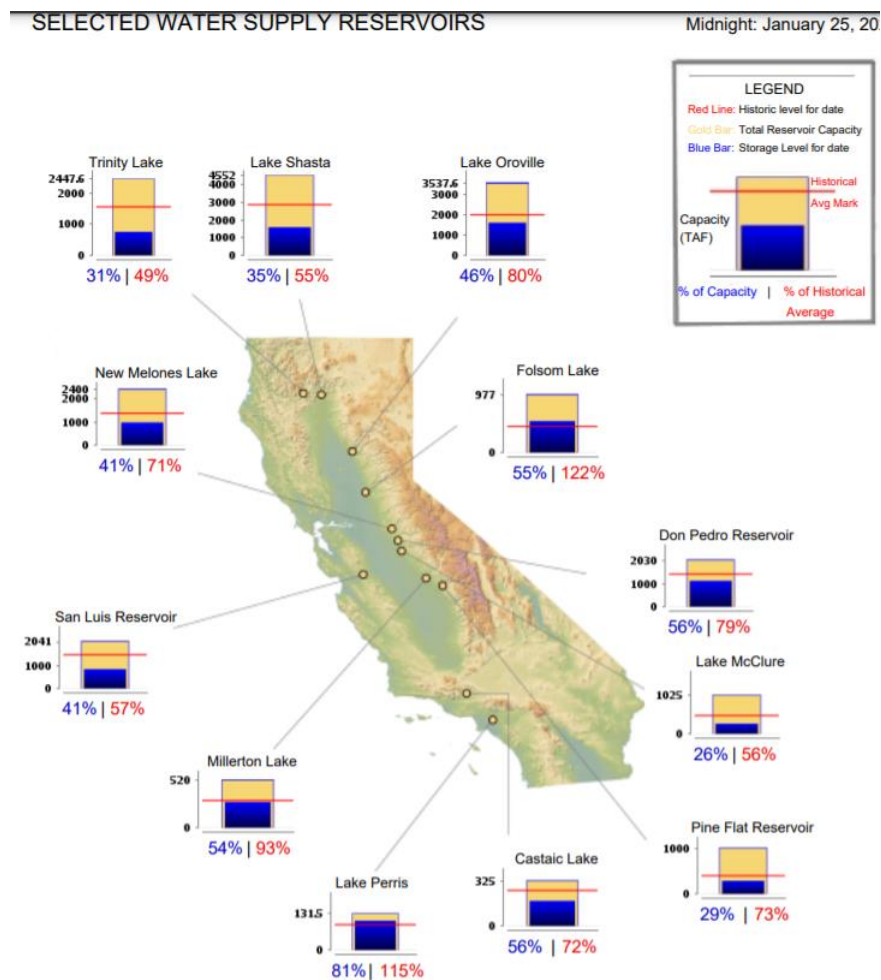 SELECTED WATER SUPPLY RESERVOIRS
Midnight: January 25, 20
LEGEND
Red Line: Historic level for date
Gold Bar: Total Reservoir Capacity
Blue Bar: Storage Level for date
Historical
Avg Mark
Capacity
(TAF)
% of Capacity | % of Historical
Average
Trinity Lake
2447.6
2000
1000
0
31% | 49%
Lake Shasta
4552
4000
3000
2000
1000
0
35% | 55%
Lake Oroville
3537.6
3000
2000
1000
0
46% | 80%
New Melones Lake
2400
2000
1000
0
41% | 71%
Folsom Lake
977
0
55% | 122%
Don Pedro Reservoir
2030
1000
0
56% | 79%
San Luis Reservoir
2041
1000
0
41% | 57%
Lake McClure
1025
0
26% | 56%
Millerton Lake
520
0
54% | 93%
Pine Flat Reservoir
1000
0
29% | 73%
Castaic Lake
325
0
56% | 72%
Lake Perris
131.5
0
81% | 115%